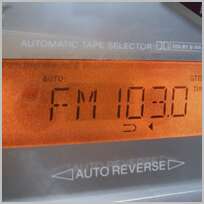 AUTOMATIC TAPE SELECTOR
AUTO
FM 103.0
AUTO REVERSE